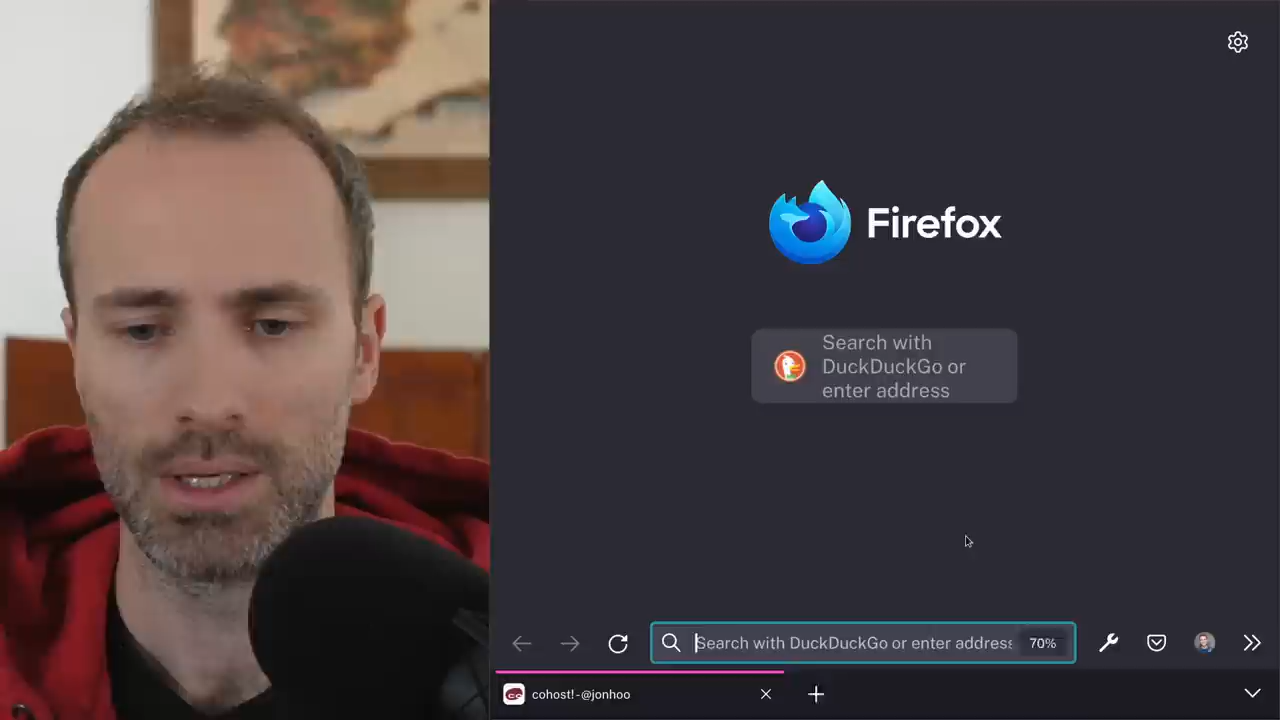 Firefox
Search with
DuckDuckGo or
enter address
Search with DuckDuckGo or enter address
70%
cohost! - @jonhoo